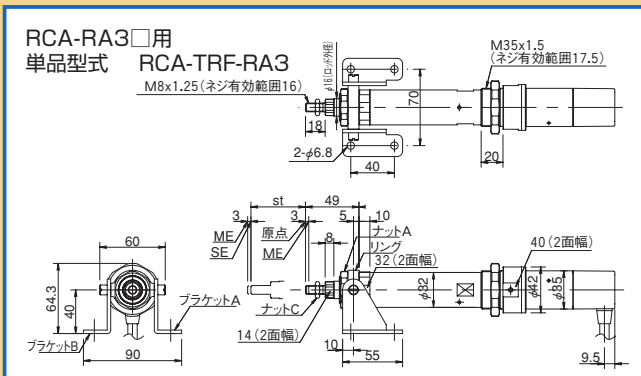 RCA-RA3□用
単品型式 RCA-TRF-RA3
M8x1.25(ネジ有効範囲16)
φ16(ロッド外径)
M35x1.5
(ネジ有効範囲17.5)
70
18
2-φ6.8
40
20
st
49
3
3
5
10
ME
SE
原点
ME
8
ナットA
リング
32(2面幅)
40(2面幅)
60
64.3
40
ブラケットA
ブラケットB
90
ナットC
14(2面幅)
φ32
φ42
φ85
10
55
9.5